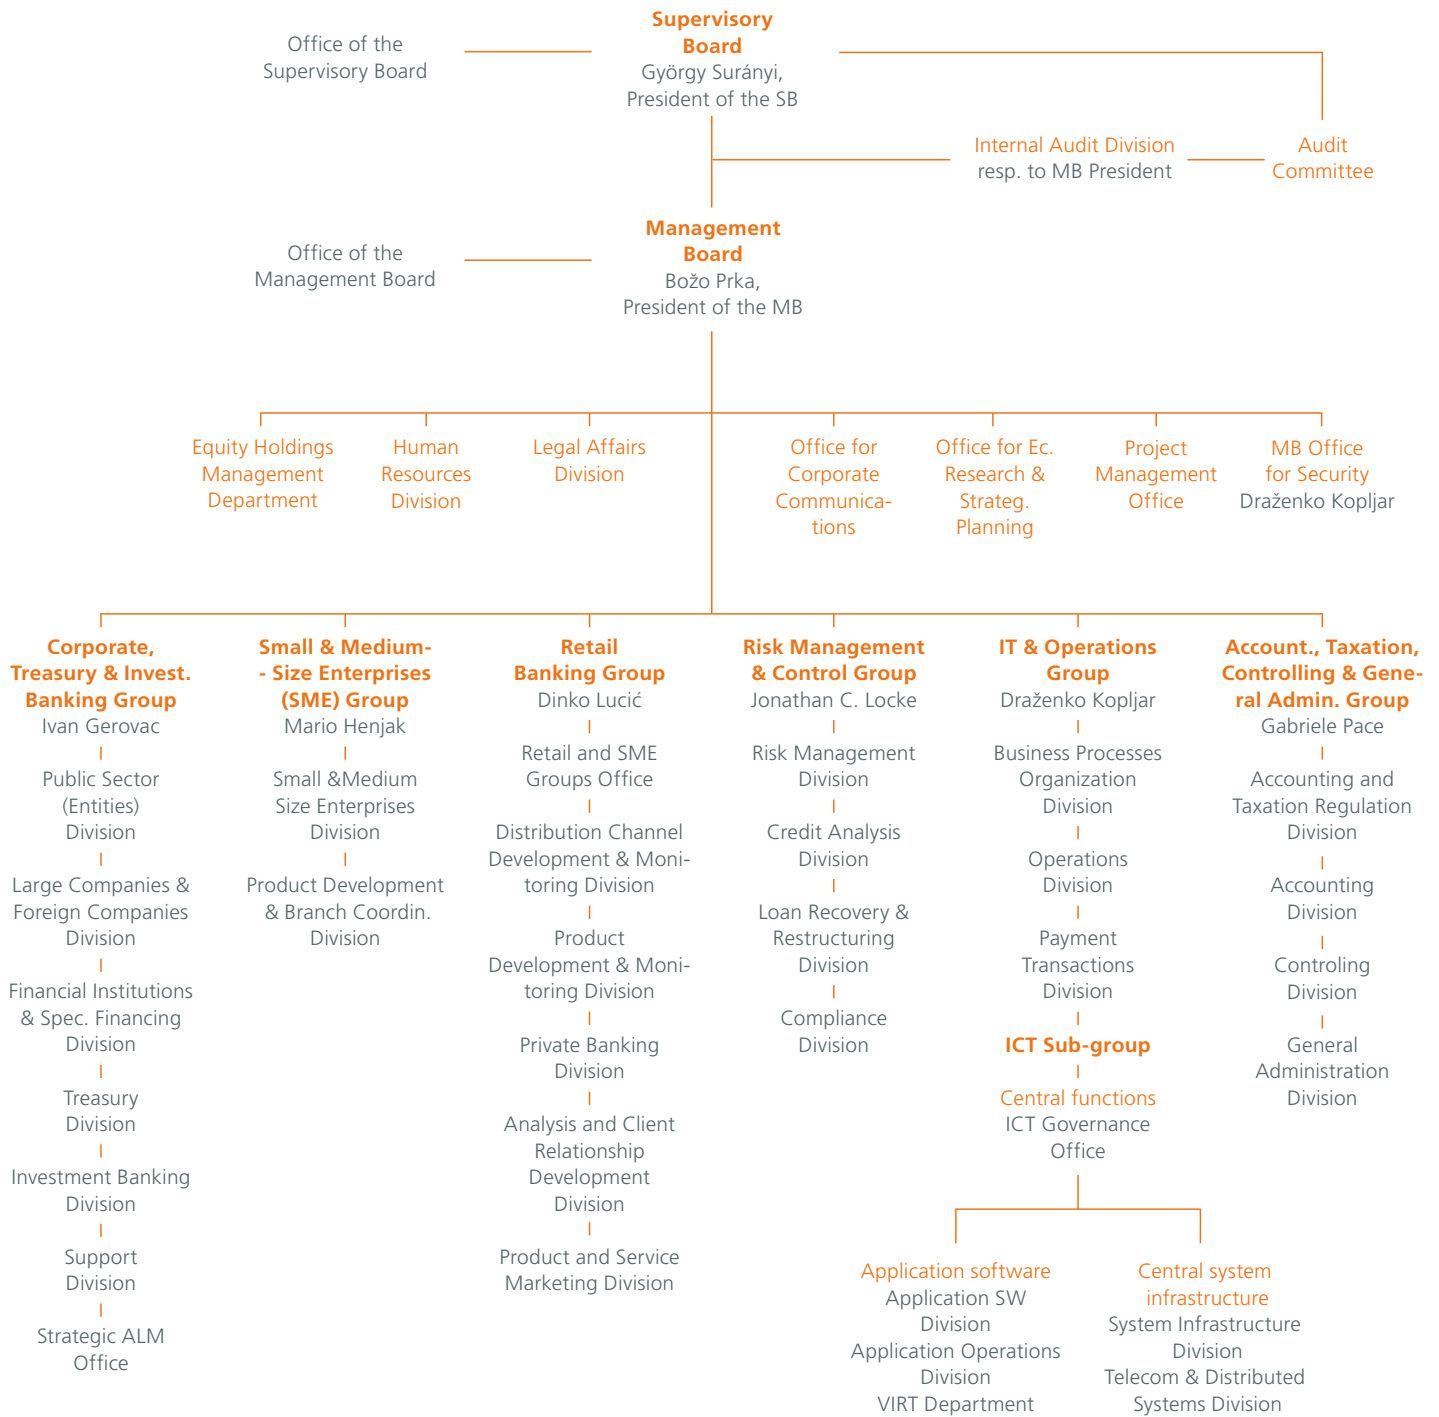 Supervisory
Board
György Surányi,
President of the SB
Office of the
Supervisory Board
Internal Audit Division
resp. to MB President
Audit
Committee
Management
Board
Božo Prka,
President of the MB
Office of the
Management Board
Equity Holdings
Management
Department
Human
Resources
Division
Legal Affairs
Division
Office for
Corporate
Communica-
tions
Office for Ec.
Research &
Strateg.
Planning
Project
Management
Office
MB Office
for Security
Draženko Kopljar
Corporate,
Treasury & Invest.
Banking Group
Ivan Gerovac
Public Sector
(Entities)
Division
Large Companies &
Foreign Companies
Division
Financial Institutions
& Spec. Financing
Division
Treasury
Division
Investment Banking
Division
Support
Division
Strategic ALM
Office
Small & Medium-
- Size Enterprises
(SME) Group
Mario Henjak
Small &Medium
Size Enterprises
Division
Product Development
& Branch Coordin.
Division
Retail
Banking Group
Dinko Lucić
Retail and SME
Groups Office
Distribution Channel
Development & Moni-
toring Division
Product
Development & Moni-
toring Division
Private Banking
Division
Analysis and Client
Relationship
Development
Division
Product and Service
Marketing Division
Risk Management
& Control Group
Jonathan C. Locke
Risk Management
Division
Credit Analysis
Division
Loan Recovery &
Restructuring
Division
Compliance
Division
IT & Operations
Group
Draženko Kopljar
Business Processes
Organization
Division
Operations
Division
Payment
Transactions
Division
ICT Sub-group
Central functions
ICT Governance
Office
Application software
Application SW
Division
Application Operations
Division
VIRT Department
Central system
infrastructure
System Infrastructure
Division
Telecom & Distributed
Systems Division
Account., Taxation,
Controlling & Gene-
ral Admin. Group
Gabriele Pace
Accounting and
Taxation Regulation
Division
Accounting
Division
Controling
Division
General
Administration
Division